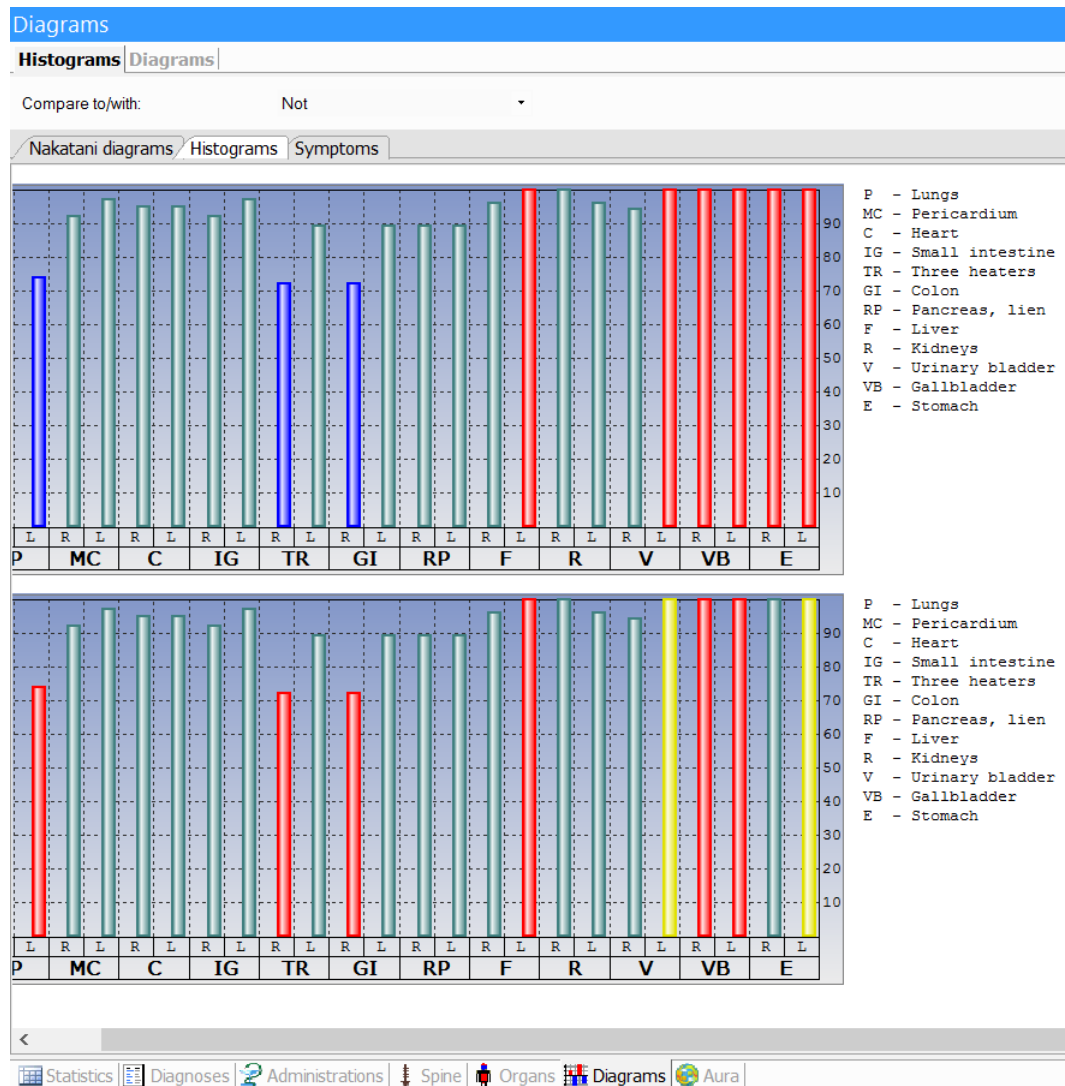 Diagrams
Histograms Diagrams
Compare to/with: Not
Nakatani diagrams Histograms Symptoms
90
80
70
60
50
40
30
20
10
L R L R L R L R L R L R L R L R L R L R L R L
P MC C IG TR GI RP F R V VB E
P - Lungs
MC - Pericardium
C - Heart
IG - Small intestine
TR - Three heaters
GI - Colon
RP - Pancreas, lien
F - Liver
R - Kidneys
V - Urinary bladder
VB - Gallbladder
E - Stomach
90
80
70
60
50
40
30
20
10
L R L R L R L R L R L R L R L R L R L R L R L
P MC C IG TR GI RP F R V VB E
P - Lungs
MC - Pericardium
C - Heart
IG - Small intestine
TR - Three heaters
GI - Colon
RP - Pancreas, lien
F - Liver
R - Kidneys
V - Urinary bladder
VB - Gallbladder
E - Stomach
Statistics Diagnoses Administrations Spine Organs Diagrams Aura